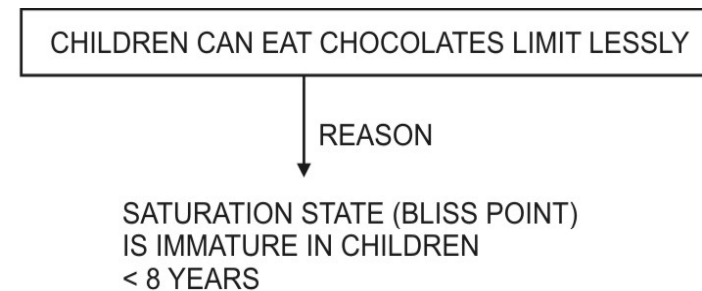 CHILDREN CAN EAT CHOCOLATES LIMIT LESSLY
REASON
SATURATION STATE (BLISS POINT)
IS IMMATURE IN CHILDREN
< 8 YEARS